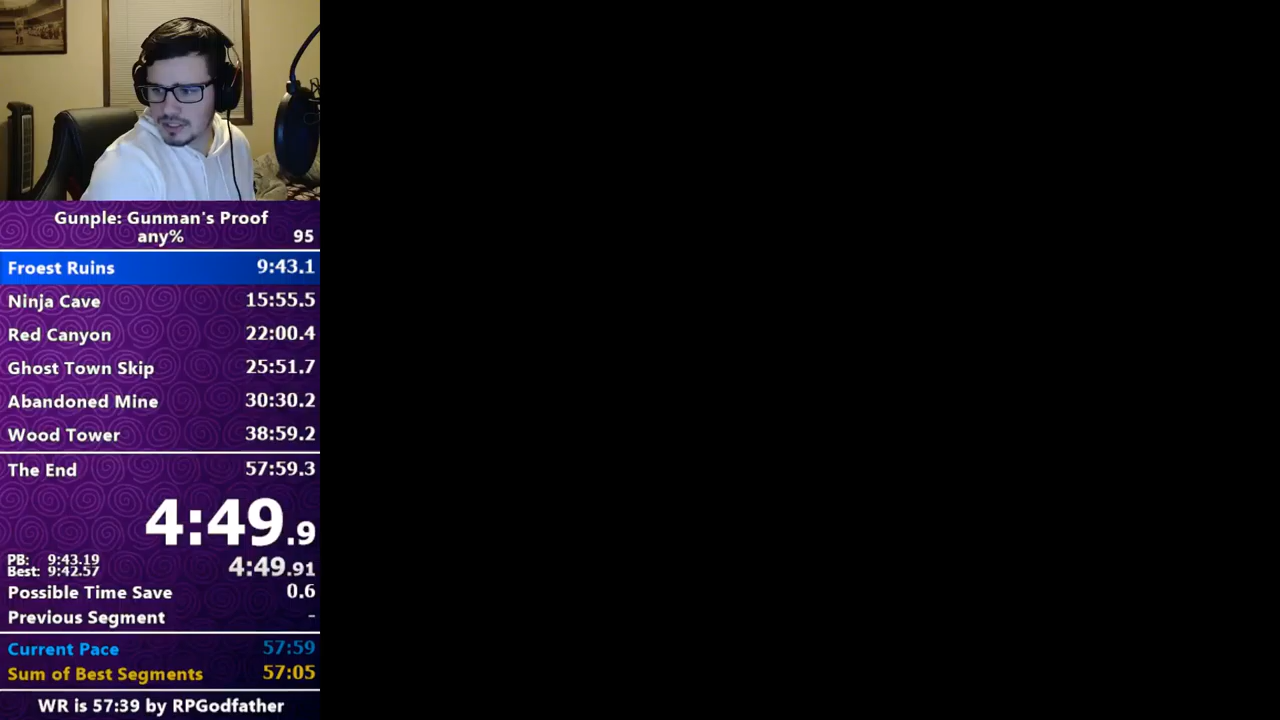 Gunple: Gunman's Proof
any% 95
Froest Ruins 9:43.1
Ninja Cave 15:55.5
Red Canyon 22:00.4
Ghost Town Skip 25:51.7
Abandoned Mine 30:30.2
Wood Tower 38:59.2
The End 57:59.3
4:49.9
PB: 9:43.19
Best: 9:42.57
4:49.91
Possible Time Save 0.6
Previous Segment -
Current Pace 57:59
Sum of Best Segments 57:05
WR is 57:39 by RPGodfather